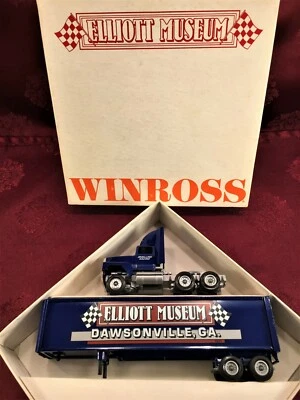 ELLIOTT MUSEUM
WINROSS
ELLIOTT MUSEUM
DAWSONVILLE, GA.